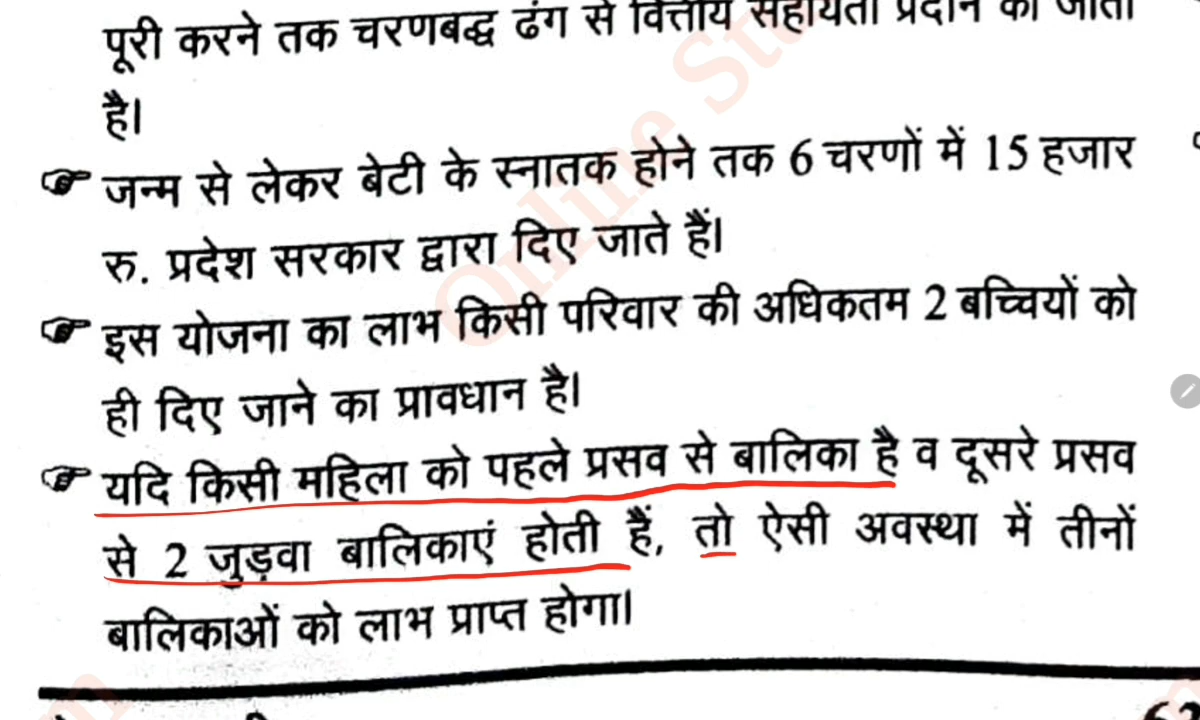 पूरी करने तक चरणबद्ध ढंग से वित्तीय सहायता प्रदान की जाती
है।
जन्म से लेकर बेटी के स्नातक होने तक 6 चरणों में 15 हजार
रु. प्रदेश सरकार द्वारा दिए जाते हैं।
इस योजना का लाभ किसी परिवार की अधिकतम 2 बच्चियों को
ही दिए जाने का प्रावधान है।
यदि किसी महिला को पहले प्रसव से बालिका है व दूसरे प्रसव
से 2 जुड़वा बालिकाएं होती हैं, तो ऐसी अवस्था में तीनों
बालिकाओं को लाभ प्राप्त होगा।
Online